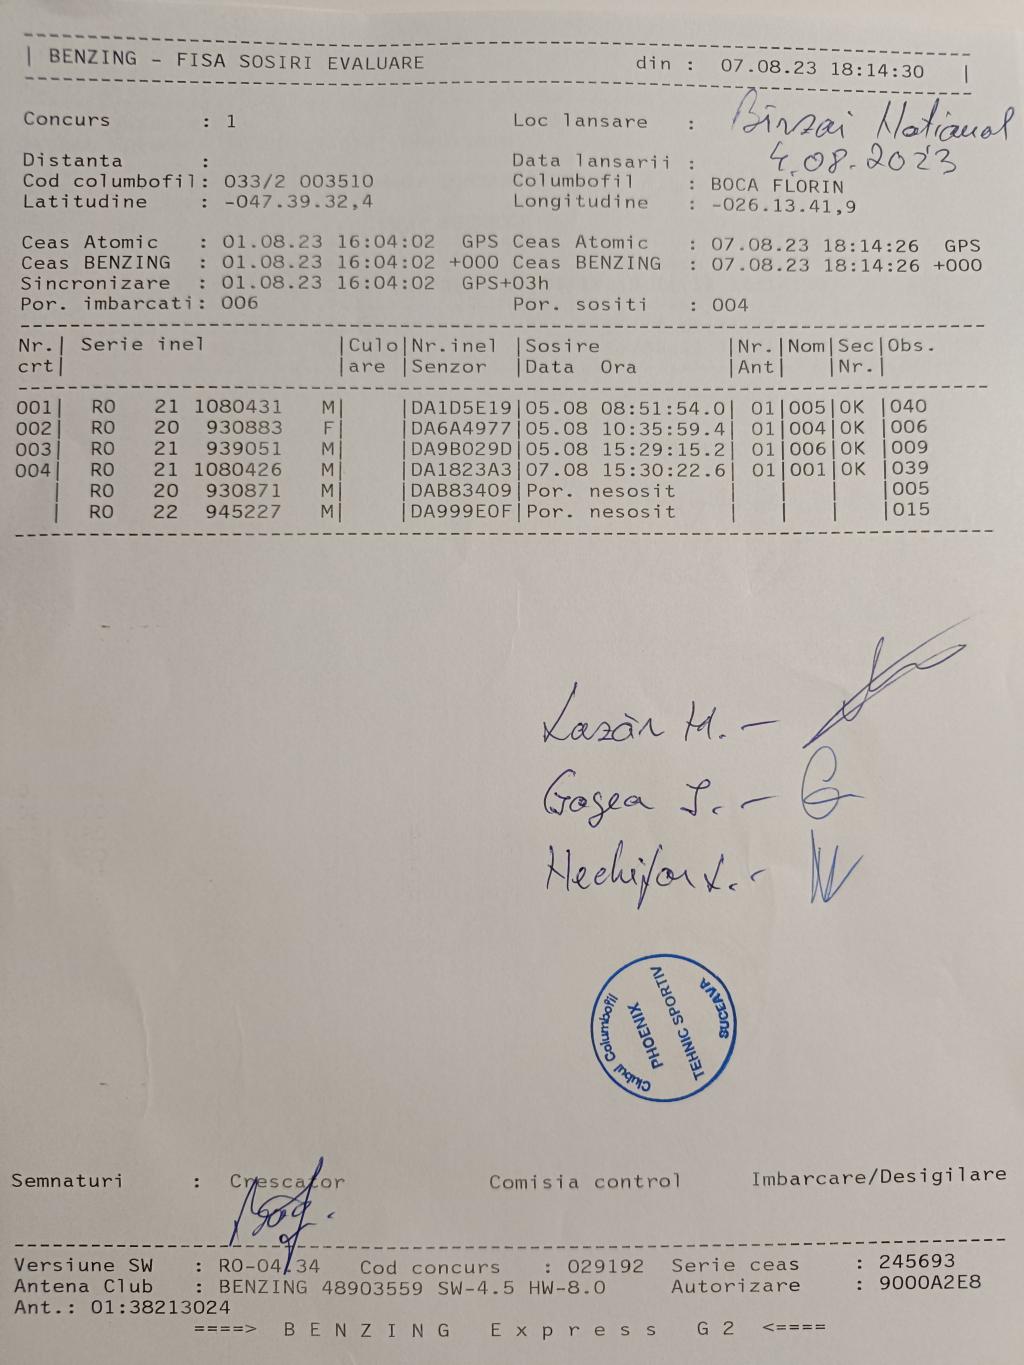 | BENZING - FISA SOSIRI EVALUARE din : 07.08.23 18:14:30 |
Concurs : 1 Loc lansare : Bîrzai National
Distanta : Data lansarii : 4.08.2023
Cod columbofil: 033/2 003510 Columbofil : BOCA FLORIN
Latitudine : -047.39.32,4 Longitudine : -026.13.41,9
Ceas Atomic : 01.08.23 16:04:02 GPS Ceas Atomic : 07.08.23 18:14:26 GPS
Ceas BENZING : 01.08.23 16:04:02 +000 Ceas BENZING : 07.08.23 18:14:26 +000
Sincronizare : 01.08.23 16:04:02 GPS+03h
Por. imbarcati: 006 Por. sositi : 004
Nr.| Serie inel |Culo|Nr.inel |Sosire |Nr.|Nom|Sec|Obs.
crt| |are |Senzor |Data Ora |Ant| |Nr.|
001| RO 21 1080431 M| |DA1D5E19|05.08 08:51:54.0| 01|005|OK |040
002| RO 20 930883 F| |DA6A4977|05.08 10:35:59.4| 01|004|OK |006
003| RO 21 939051 M| |DA9B029D|05.08 15:29:15.2| 01|006|OK |009
004| RO 21 1080426 M| |DA1823A3|07.08 15:30:22.6| 01|001|OK |039
| RO 20 930871 M| |DAB83409|Por. nesosit | | | |005
| RO 22 945227 M| |DA999E0F|Por. nesosit | | | |015
Lazăr M. -
Gogea I. -
Nechifor L. -
Clubul Columbofil
PHOENIX
TEHNIC SPORTIV
SUCEAVA
Semnaturi : Crescator Comisia control Imbarcare/Desigilare
Versiune SW : RO-04.34 Cod concurs : 029192 Serie ceas : 245693
Antena Club : BENZING 48903559 SW-4.5 HW-8.0 Autorizare : 9000A2E8
Ant.: 01:38213024
====> B E N Z I N G E x p r e s s G 2 <====